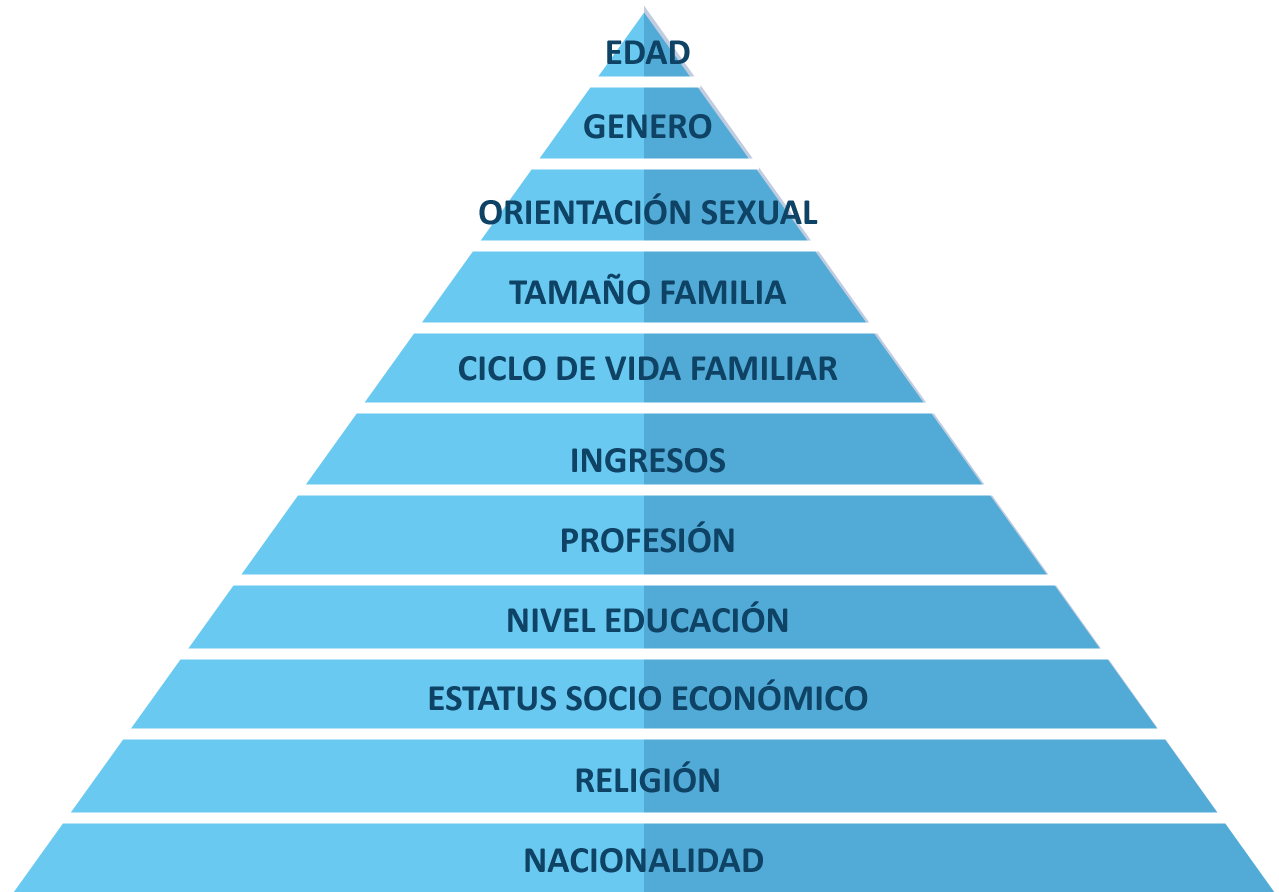 EDAD
GENERO
ORIENTACIÓN SEXUAL
TAMAÑO FAMILIA
CICLO DE VIDA FAMILIAR
INGRESOS
PROFESIÓN
NIVEL EDUCACIÓN
ESTATUS SOCIO ECONÓMICO
RELIGIÓN
NACIONALIDAD